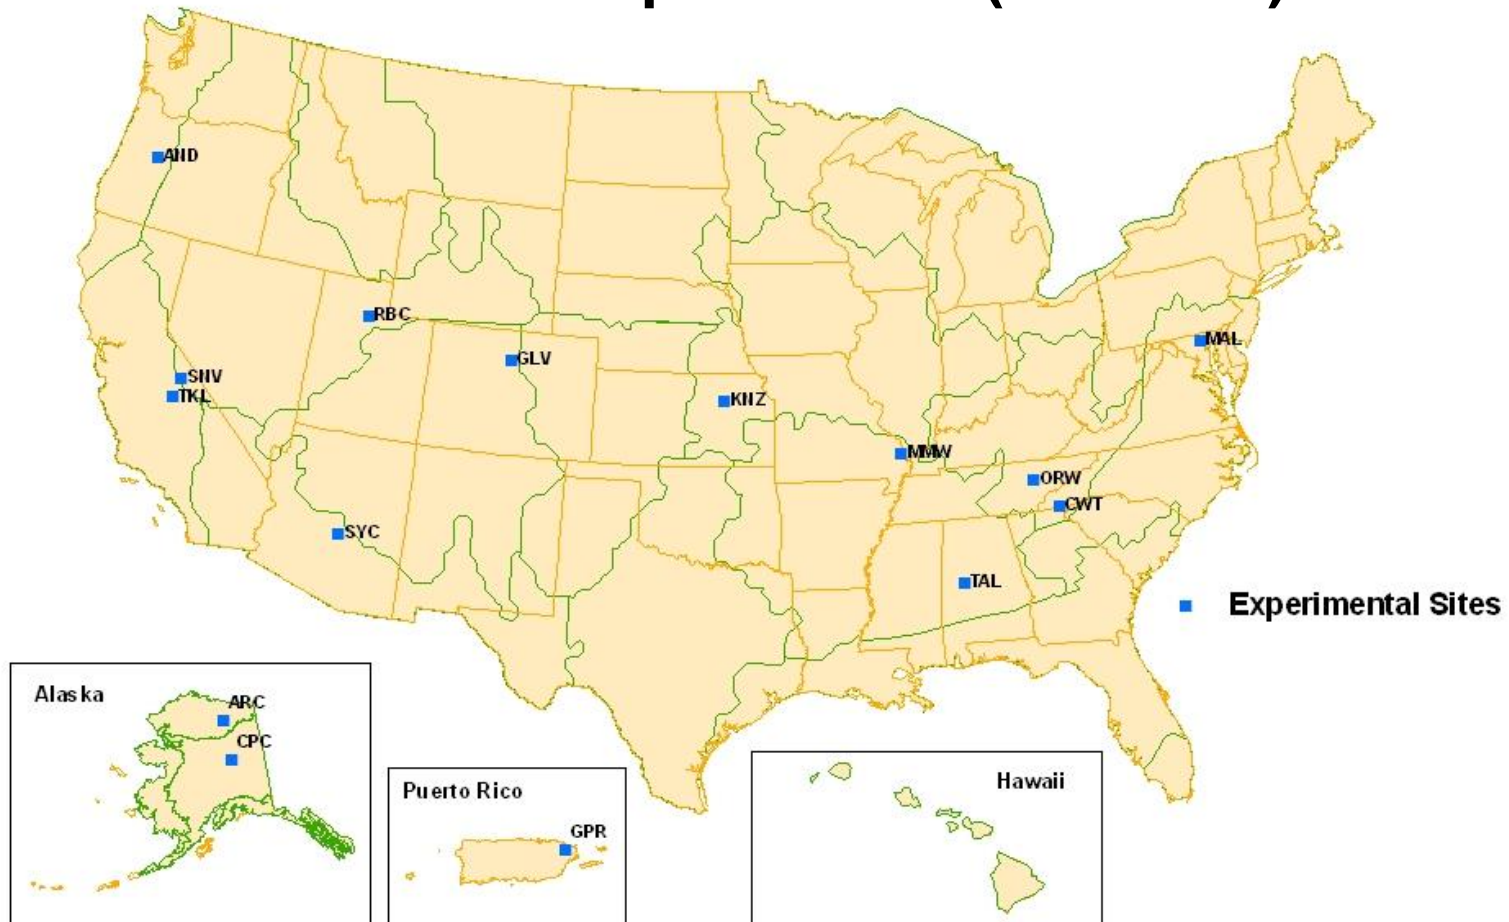 AND
RBC
MAL
GLV
SNV
TKL
KNZ
MMW
ORW
CWT
SYC
TAL
Experimental Sites
Alaska
ARC
CPC
Puerto Rico
GPR
Hawaii